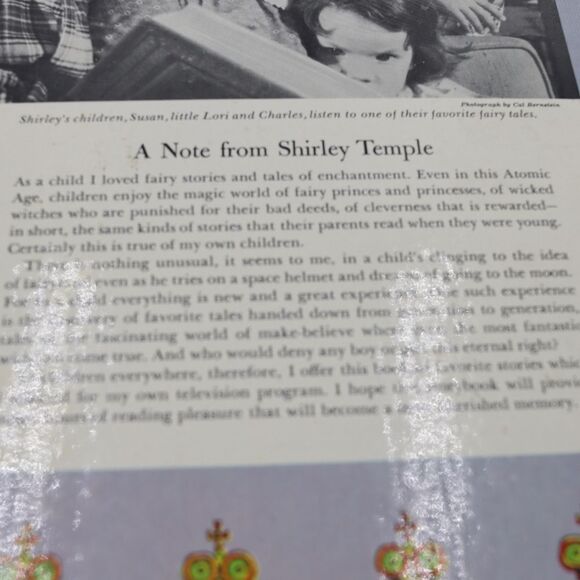 Photograph by Cal Bernstein
Shirley's children, Susan, little Lori and Charles, listen to one of their favorite fairy tales.
A Note from Shirley Temple
As a child I loved fairy stories and tales of enchantment. Even in this Atomic
Age, children enjoy the magic world of fairy princes and princesses, of wicked
witches who are punished for their bad deeds, of cleverness that is rewarded—
in short, the same kinds of stories that their parents read when they were young.
Certainly this is true of my own children.
nothing unusual, it seems to me, in a child's clinging to the idea
of even as he tries on a space helmet and dreams of going to the moon.
everything is new and a great experience. such experience
is the of favorite tales handed down from to generation,
fascinating world of make-believe the most fantastic
come true. And who would deny any boy eternal right?
everywhere, therefore, I offer this book of favorite stories
for my own television program. I hope book will
of reading pleasure that will become a cherished memory.